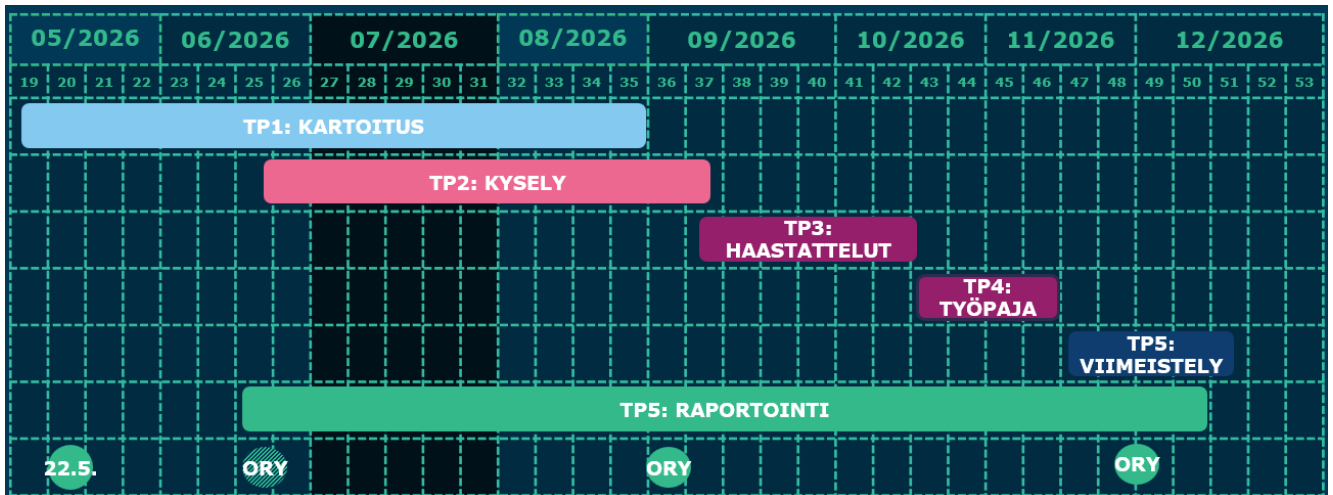 05/2026 06/2026 07/2026 08/2026 09/2026 10/2026 11/2026 12/2026
19 20 21 22 23 24 25 26 27 28 29 30 31 32 33 34 35 36 37 38 39 40 41 42 43 44 45 46 47 48 49 50 51 52 53
TP1: KARTOITUS
TP2: KYSELY
TP3:
HAASTATTELUT
TP4:
TYÖPAJA
TP5:
VIIMEISTELY
TP5: RAPORTOINTI
22.5. ORY ORY ORY